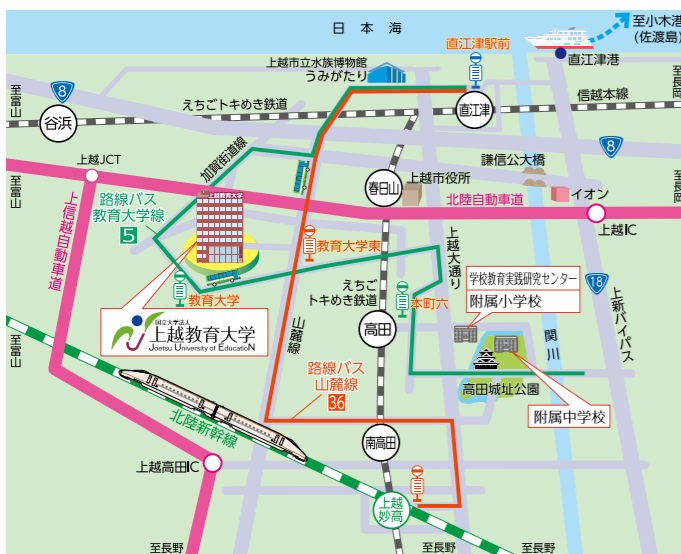 日本海
至小木港
(佐渡島)
直江津駅前
上越市立水族博物館
うみがたり
直江津港
至長岡
至富山
8
えちごトキめき鉄道
信越本線
谷浜
直江津
8
加賀街道線
上越JCT
謙信公大橋
至富山
春日山
上越市役所
イオン
至長岡
北陸自動車道
上越IC
路線バス
教育大学線
5
上越教育大学
上信越自動車道
教育大学東
上越大通り
教育大学
えちご
トキめき鉄道
本町六
学校教育実践研究センター
附属小学校
18
上新バイパス
国立大学法人
上越教育大学
Joetsu University of EducatioN
山麓線
高田
関川
至富山
路線バス
山麓線
36
高田城址公園
附属中学校
北陸新幹線
南高田
上越高田IC
上越
妙高
至長野
至長野
至長野